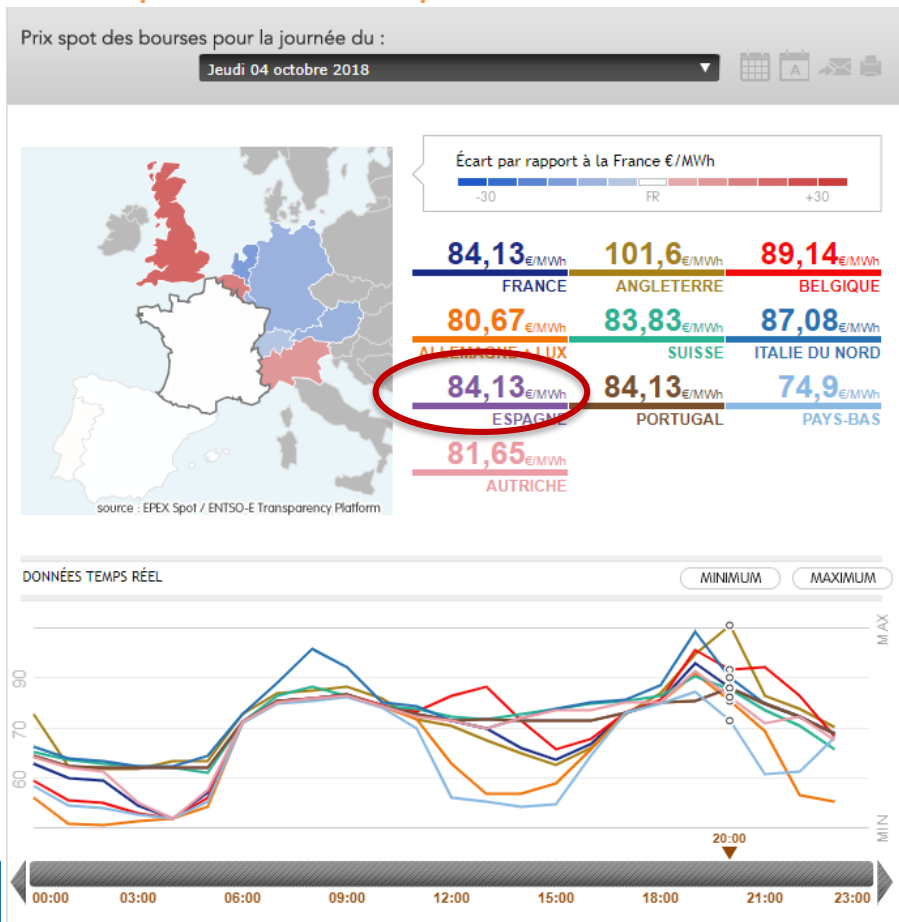 Prix spot des bourses pour la journée du :
Jeudi 04 octobre 2018
A
Écart par rapport à la France €/MWh
-30 FR +30
84,13€/MWh 101,6€/MWh 89,14€/MWh
FRANCE ANGLETERRE BELGIQUE
80,67€/MWh 83,83€/MWh 87,08€/MWh
ALLEMAGNE + LUX SUISSE ITALIE DU NORD
84,13€/MWh 84,13€/MWh 74,9€/MWh
ESPAGNE PORTUGAL PAYS-BAS
81,65€/MWh
AUTRICHE
source : EPEX Spot / ENTSO-E Transparency Platform
DONNÉES TEMPS RÉEL MINIMUM MAXIMUM
MAX
90
70
60
MIN
20:00
00:00 03:00 06:00 09:00 12:00 15:00 18:00 21:00 23:00